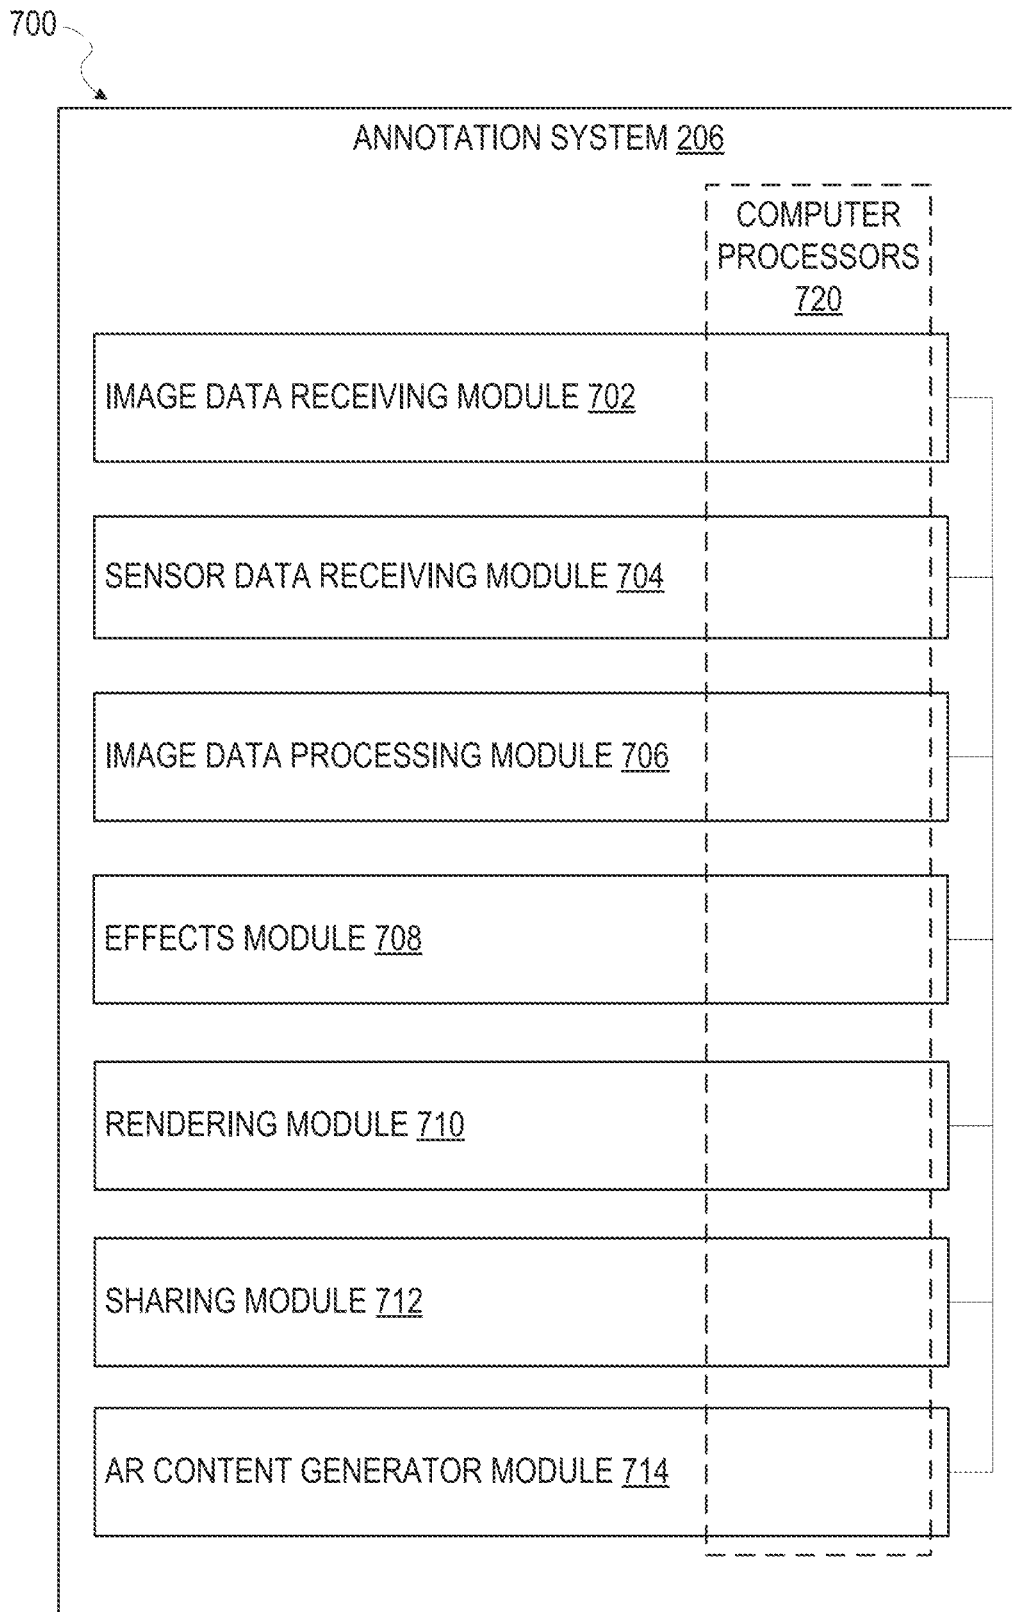 700
ANNOTATION SYSTEM 206
COMPUTER
PROCESSORS
720
IMAGE DATA RECEIVING MODULE 702
SENSOR DATA RECEIVING MODULE 704
IMAGE DATA PROCESSING MODULE 706
EFFECTS MODULE 708
RENDERING MODULE 710
SHARING MODULE 712
AR CONTENT GENERATOR MODULE 714